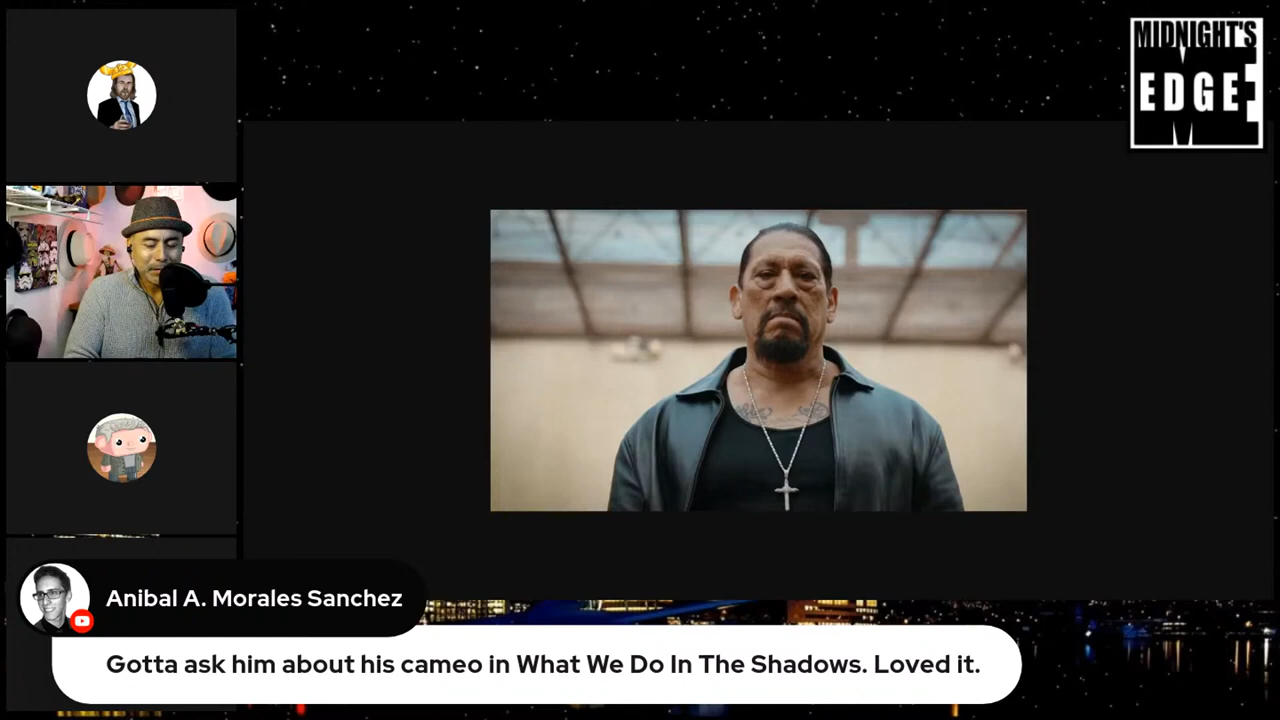 MIDNIGHT'S
EDGE
Anibal A. Morales Sanchez
Gotta ask him about his cameo in What We Do In The Shadows. Loved it.